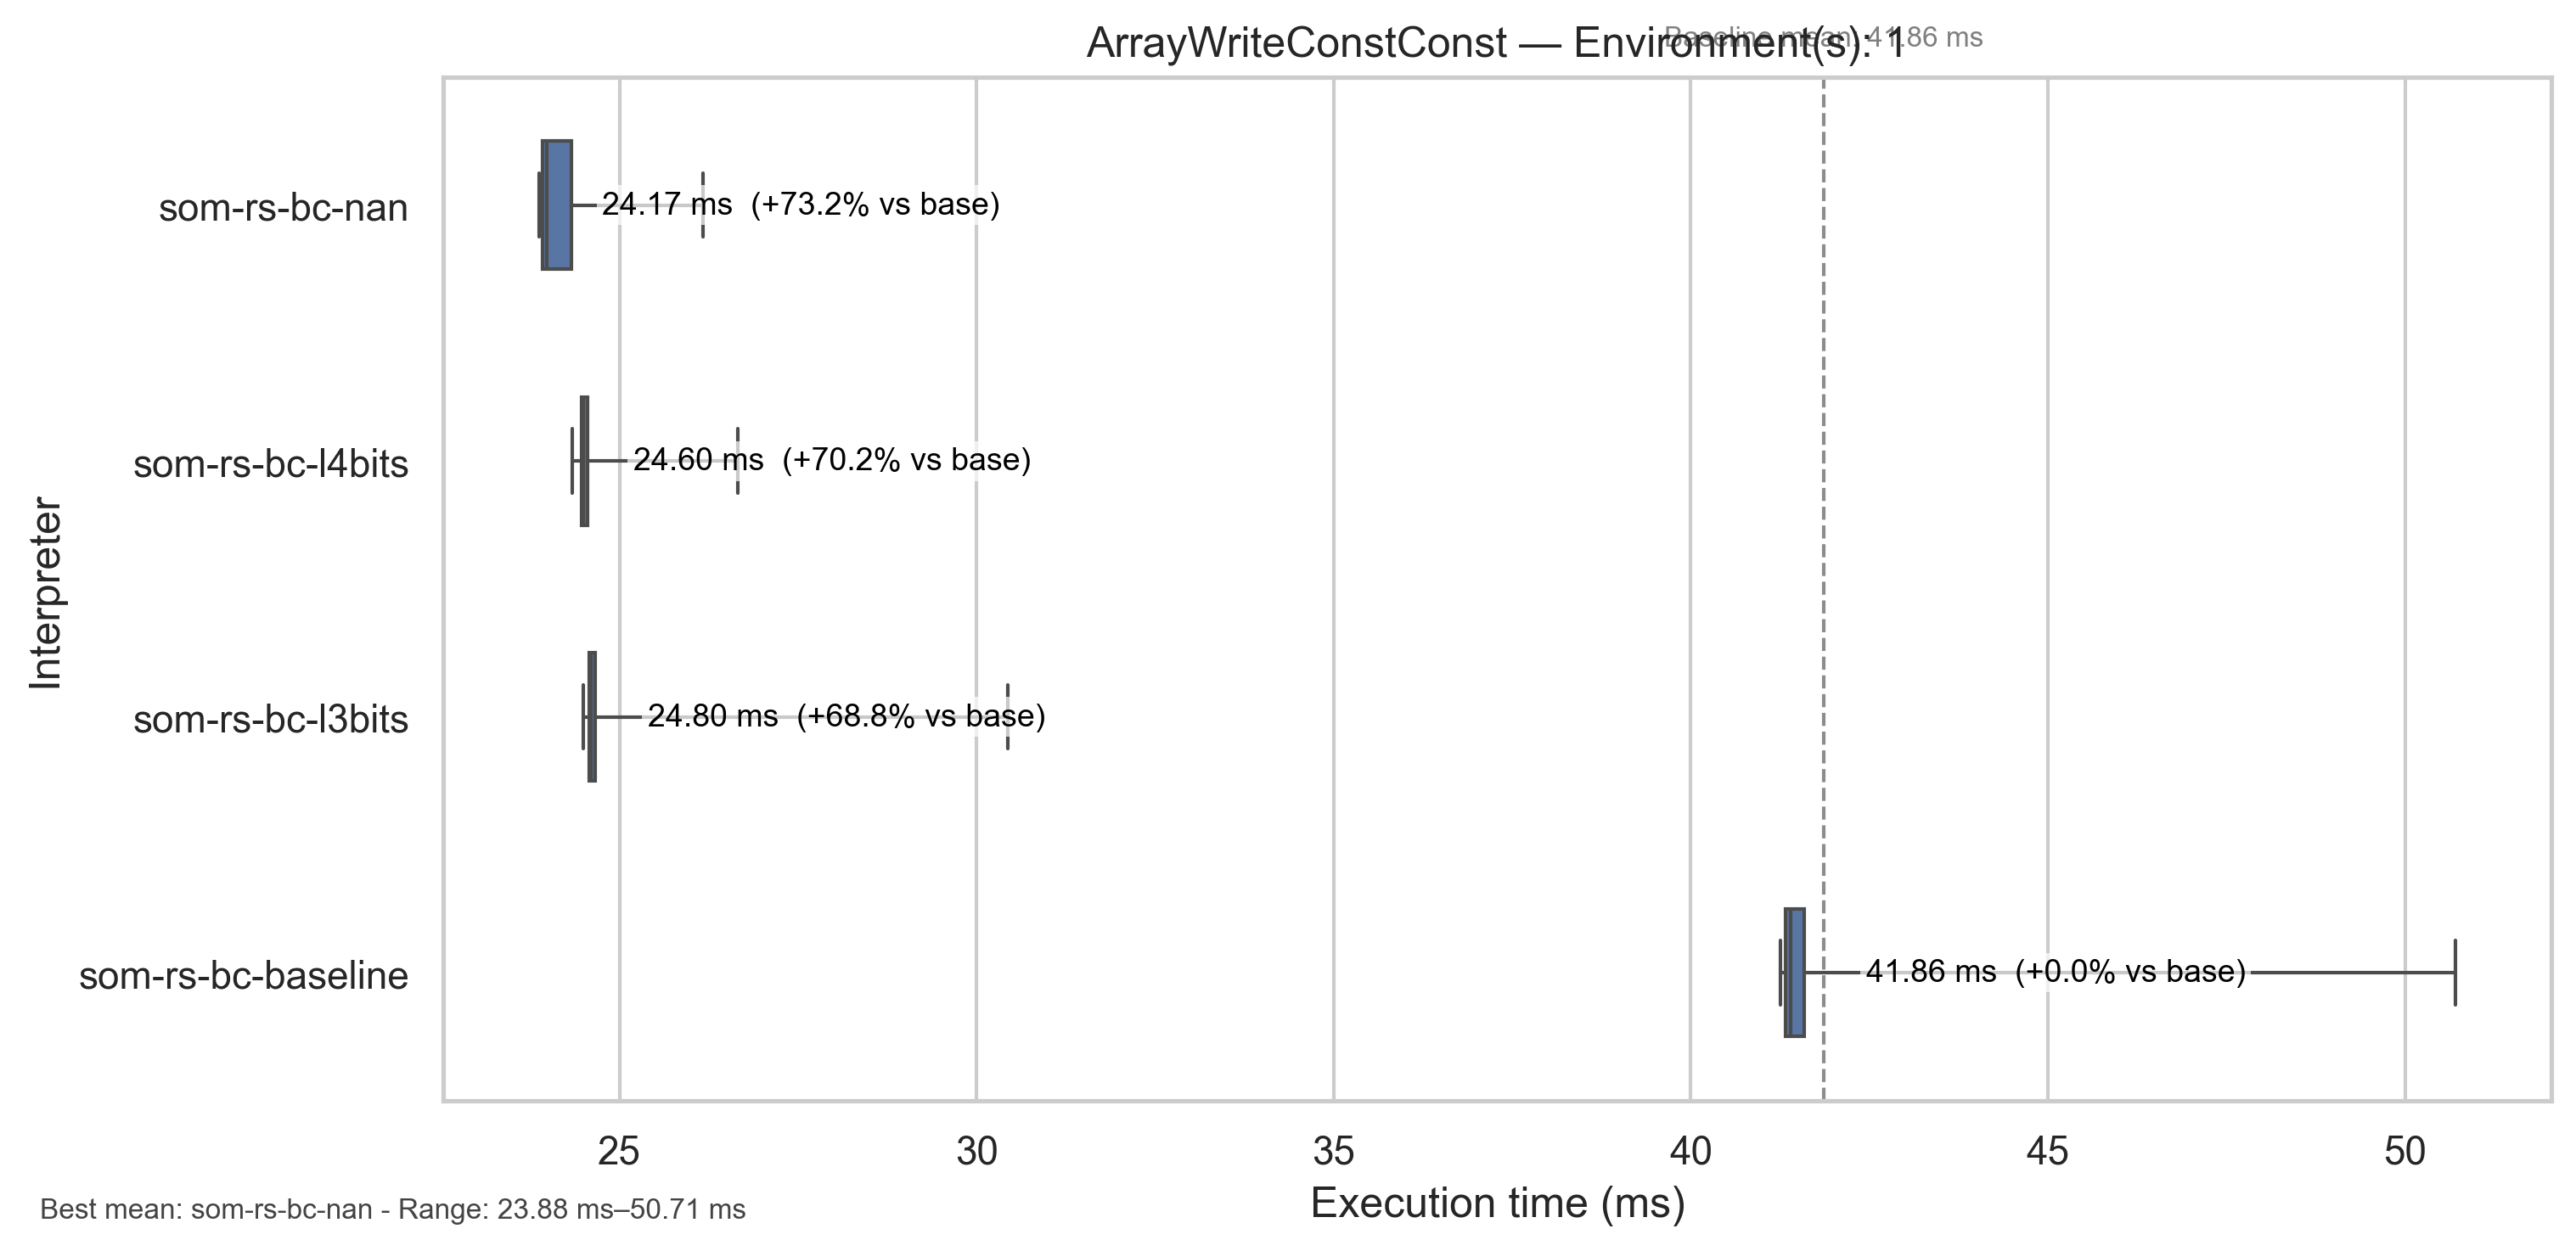 Baseline mean: 41.86 ms
ArrayWriteConstConst — Environment(s): 1
som-rs-bc-nan
24.17 ms (+73.2% vs base)
som-rs-bc-l4bits
24.60 ms (+70.2% vs base)
som-rs-bc-l3bits
24.80 ms (+68.8% vs base)
som-rs-bc-baseline
41.86 ms (+0.0% vs base)
Interpreter
25 30 35 40 45 50
Execution time (ms)
Best mean: som-rs-bc-nan - Range: 23.88 ms–50.71 ms